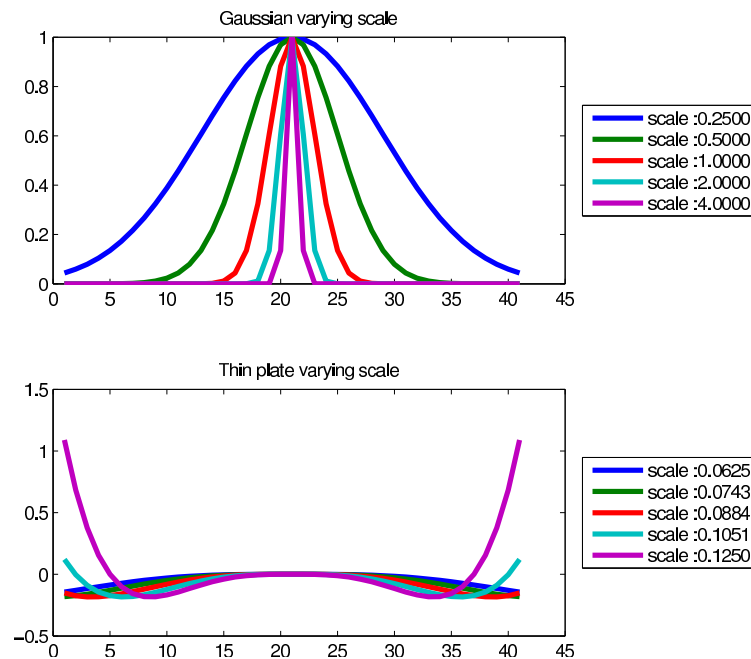 Gaussian varying scale
1
0.8
0.6
0.4
0.2
0
0 5 10 15 20 25 30 35 40 45
scale :0.2500
scale :0.5000
scale :1.0000
scale :2.0000
scale :4.0000
Thin plate varying scale
1.5
1
0.5
0
−0.5
0 5 10 15 20 25 30 35 40 45
scale :0.0625
scale :0.0743
scale :0.0884
scale :0.1051
scale :0.1250